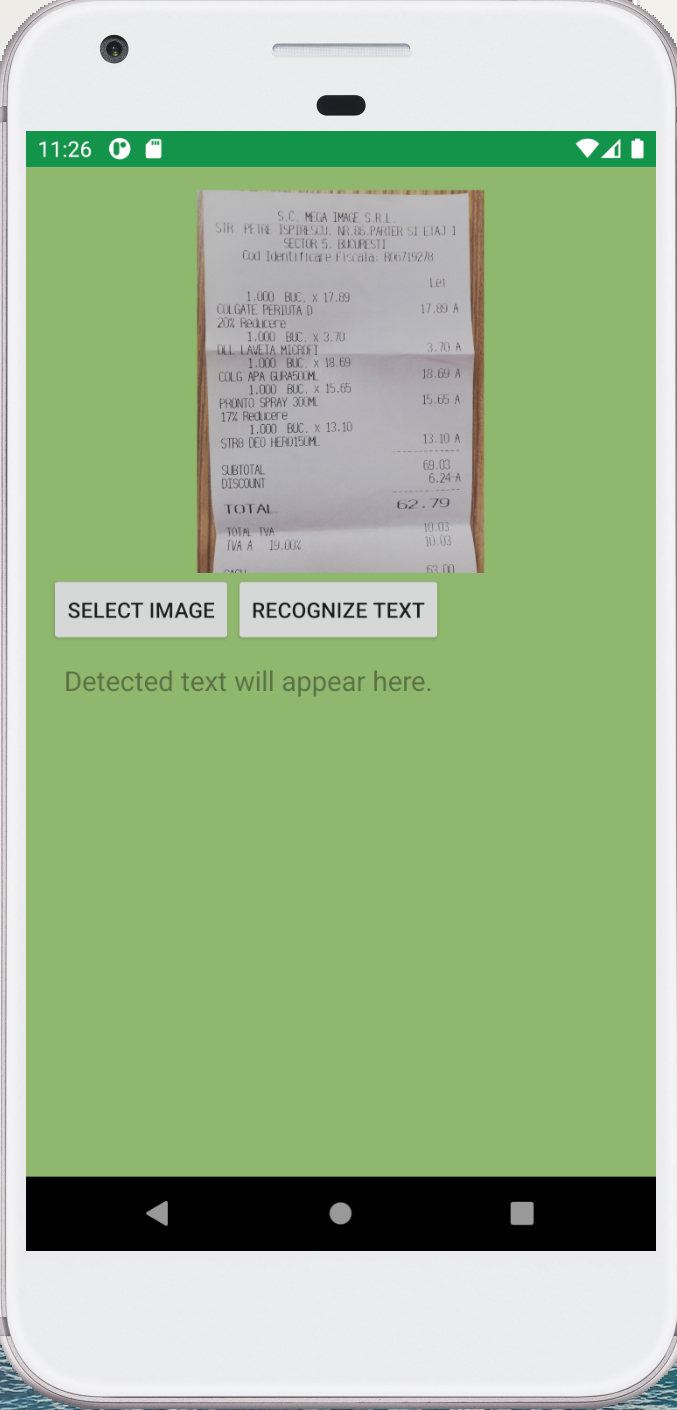 11:26
S.C. MEGA IMAGE S.R.L.
STR. PETRE ISPIRESCU. NR.86.PARTER SI ETAJ 1
SECTOR 5. BUCURESTI
Cod Identificare Fiscala: RO6719278
Lei
1.000 BUC. x 17.89
COLGATE PERIUTA D 17.89 A
20% Reducere
1.000 BUC. x 3.70
DLL LAVETA MICROFI 3.70 A
1.000 BUC. x 18.69
COLG APA GURA500ML 18.69 A
1.000 BUC. x 15.65
PRONTO SPRAY 300ML 15.65 A
17% Reducere
1.000 BUC. x 13.10
STR8 DEO HERO150ML 13.10 A
SUBTOTAL 69.03
DISCOUNT 6.24-A
TOTAL 62.79
TOTAL TVA 10.03
TVA A 19.00% 10.03
63.00
SELECT IMAGE RECOGNIZE TEXT
Detected text will appear here.